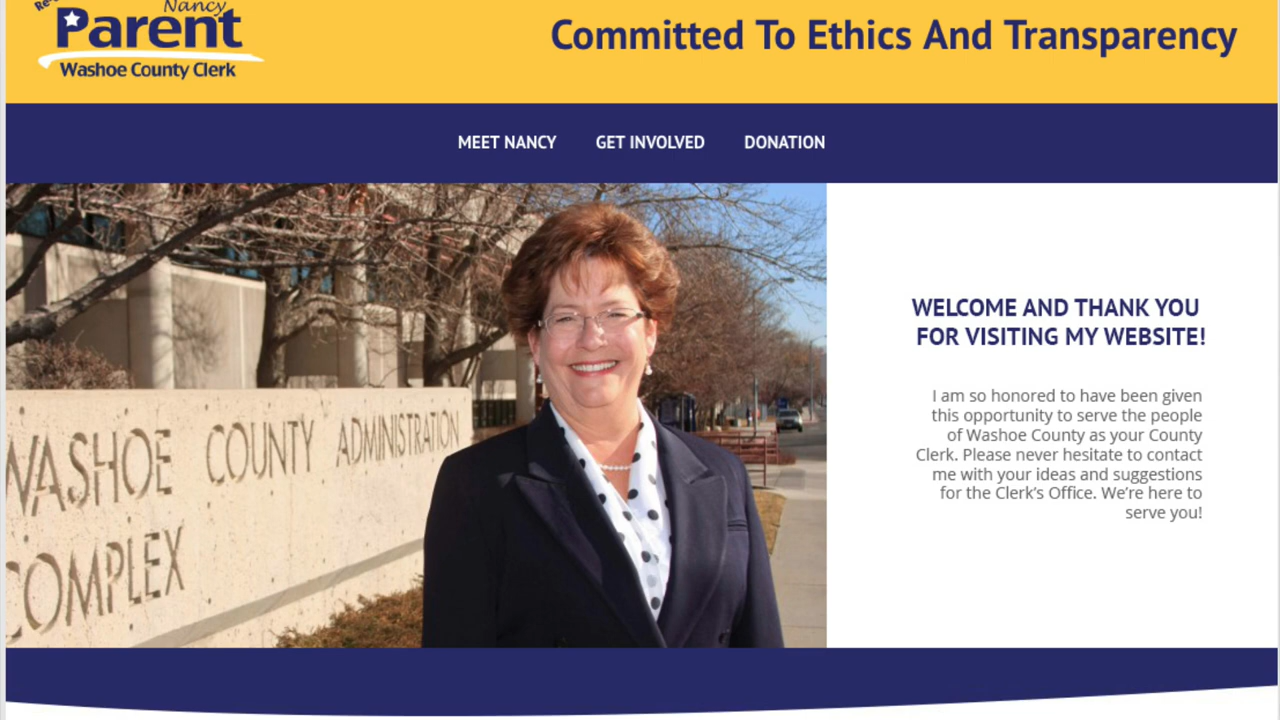 Nancy
Parent
Washoe County Clerk
Committed To Ethics And Transparency
MEET NANCY GET INVOLVED DONATION
WASHOE COUNTY ADMINISTRATION
COMPLEX
WELCOME AND THANK YOU
FOR VISITING MY WEBSITE!
I am so honored to have been given
this opportunity to serve the people
of Washoe County as your County
Clerk. Please never hesitate to contact
me with your ideas and suggestions
for the Clerk's Office. We're here to
serve you!